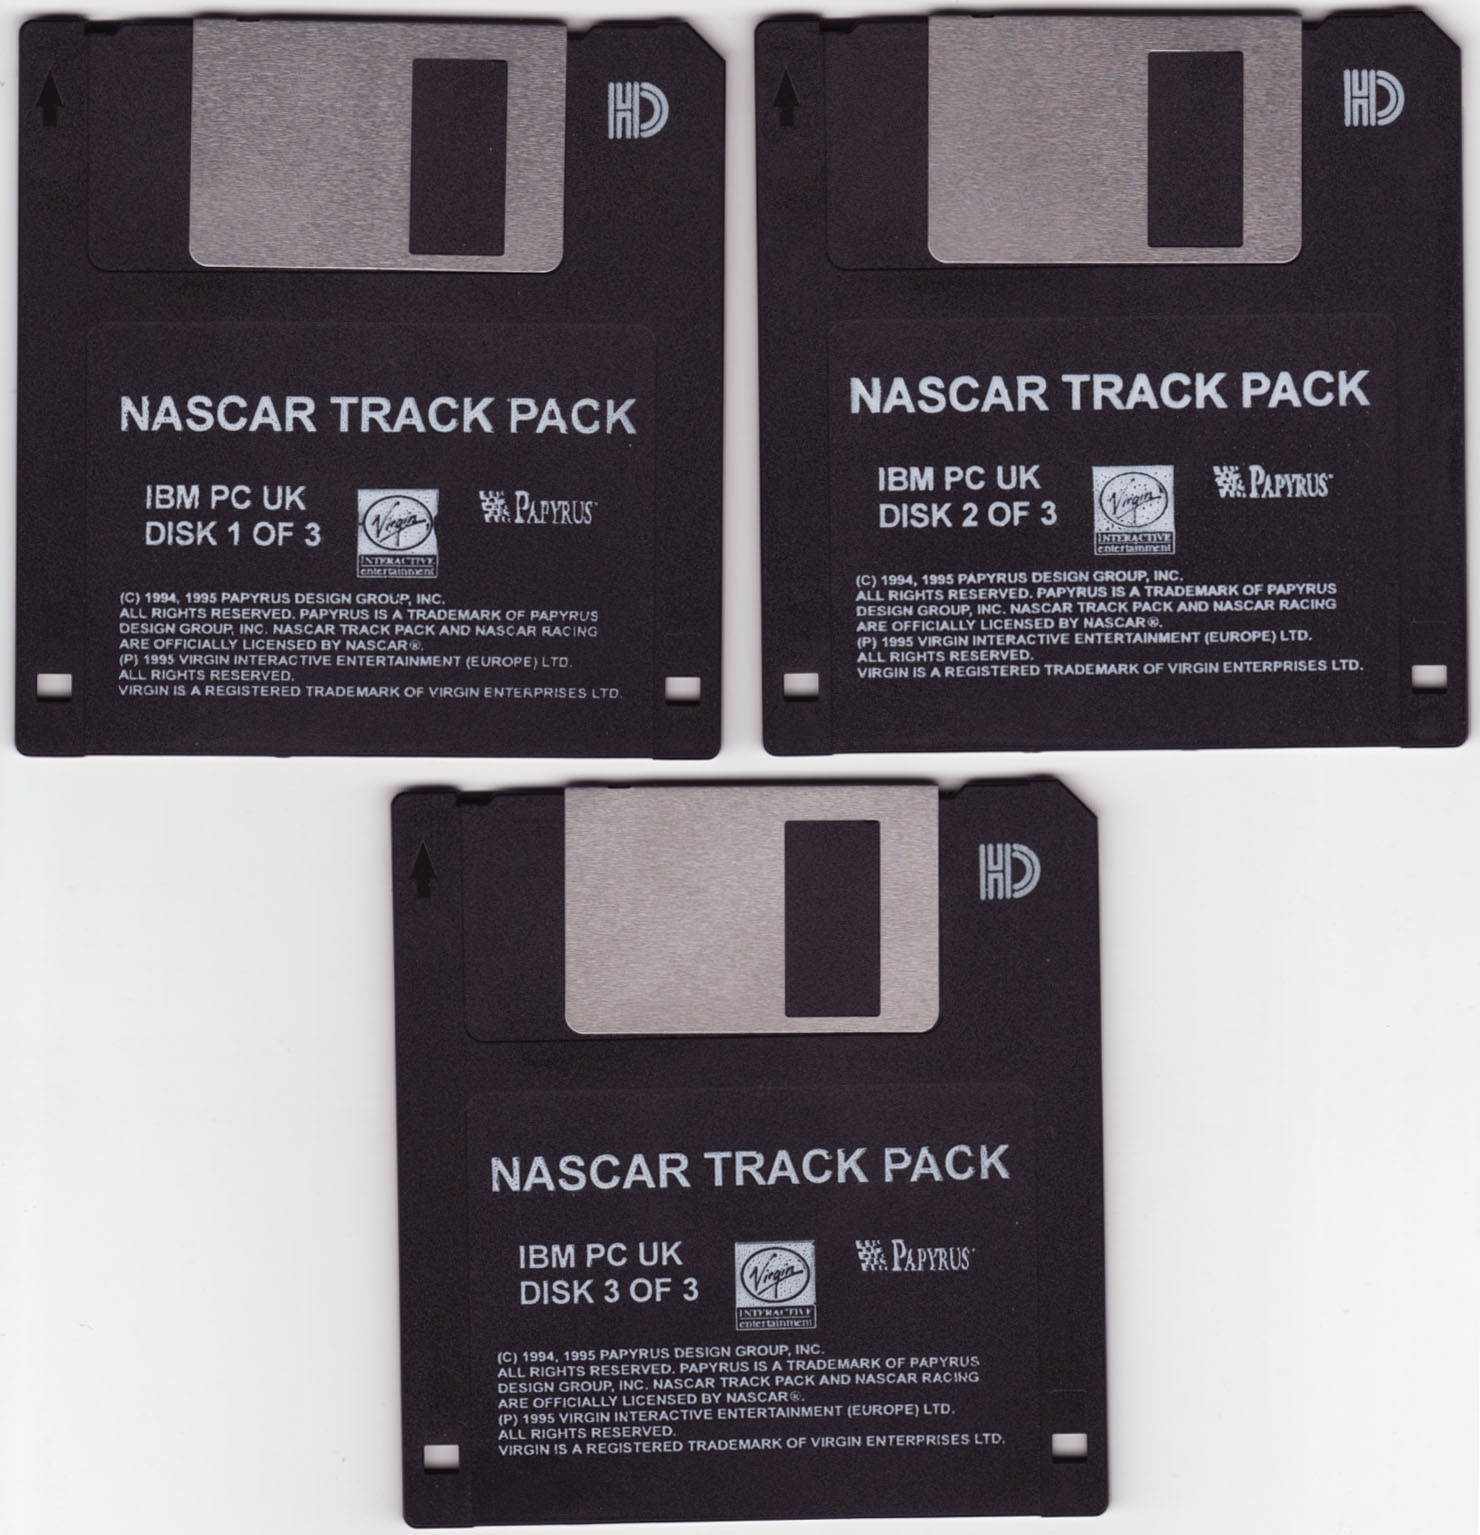 HD
NASCAR TRACK PACK
IBM PC UK
DISK 1 OF 3
Virgin
INTERACTIVE
entertainment
PAPYRUS™
(C) 1994, 1995 PAPYRUS DESIGN GROUP, INC.
ALL RIGHTS RESERVED. PAPYRUS IS A TRADEMARK OF PAPYRUS
DESIGN GROUP, INC. NASCAR TRACK PACK AND NASCAR RACING
ARE OFFICIALLY LICENSED BY NASCAR®.
(P) 1995 VIRGIN INTERACTIVE ENTERTAINMENT (EUROPE) LTD.
ALL RIGHTS RESERVED.
VIRGIN IS A REGISTERED TRADEMARK OF VIRGIN ENTERPRISES LTD.
HD
NASCAR TRACK PACK
IBM PC UK
DISK 2 OF 3
Virgin
INTERACTIVE
entertainment
PAPYRUS™
(C) 1994, 1995 PAPYRUS DESIGN GROUP, INC.
ALL RIGHTS RESERVED. PAPYRUS IS A TRADEMARK OF PAPYRUS
DESIGN GROUP, INC. NASCAR TRACK PACK AND NASCAR RACING
ARE OFFICIALLY LICENSED BY NASCAR®.
(P) 1995 VIRGIN INTERACTIVE ENTERTAINMENT (EUROPE) LTD.
ALL RIGHTS RESERVED.
VIRGIN IS A REGISTERED TRADEMARK OF VIRGIN ENTERPRISES LTD.
HD
NASCAR TRACK PACK
IBM PC UK
DISK 3 OF 3
Virgin
INTERACTIVE
entertainment
PAPYRUS™
(C) 1994, 1995 PAPYRUS DESIGN GROUP, INC.
ALL RIGHTS RESERVED. PAPYRUS IS A TRADEMARK OF PAPYRUS
DESIGN GROUP, INC. NASCAR TRACK PACK AND NASCAR RACING
ARE OFFICIALLY LICENSED BY NASCAR®.
(P) 1995 VIRGIN INTERACTIVE ENTERTAINMENT (EUROPE) LTD.
ALL RIGHTS RESERVED.
VIRGIN IS A REGISTERED TRADEMARK OF VIRGIN ENTERPRISES LTD.